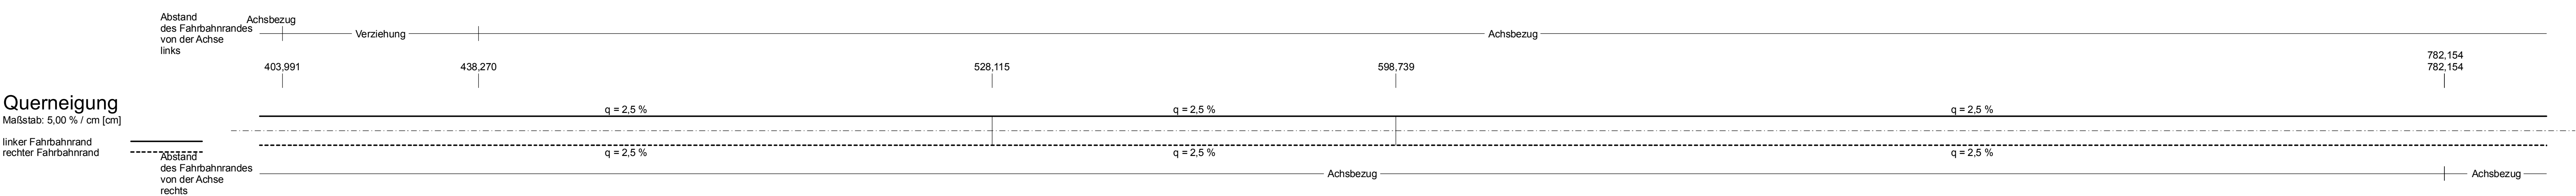 Abstand
des Fahrbahnrandes
von der Achse
links
Achsbezug
Verziehung
Achsbezug
403,991
438,270
528,115
598,739
782,154
782,154
Querneigung
Maßstab: 5,00 % / cm [cm]
q = 2,5 %
q = 2,5 %
q = 2,5 %
linker Fahrbahnrand
rechter Fahrbahnrand
q = 2,5 %
q = 2,5 %
q = 2,5 %
Abstand
des Fahrbahnrandes
von der Achse
rechts
Achsbezug
Achsbezug